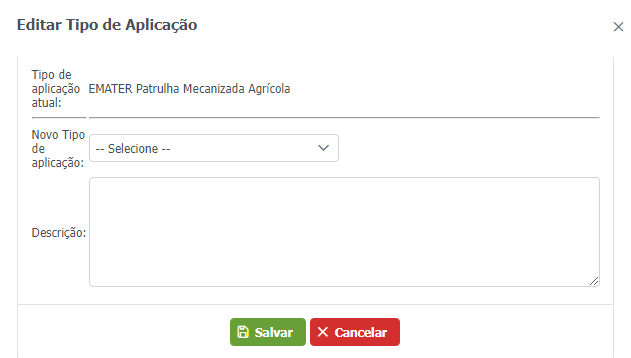 Editar Tipo de Aplicação
Tipo de
aplicação
atual:
EMATER Patrulha Mecanizada Agrícola
Novo Tipo
de
aplicação:
-- Selecione --
Descrição:
Salvar
Cancelar